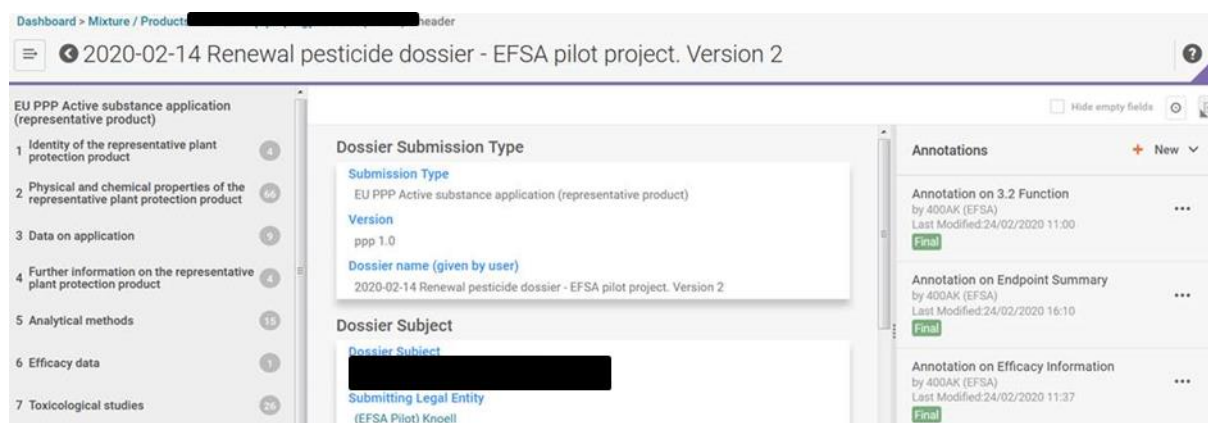 Dashboard > Mixture / Products header
2020-02-14 Renewal pesticide dossier - EFSA pilot project. Version 2
EU PPP Active substance application
(representative product)
1 Identity of the representative plant
protection product
4
2 Physical and chemical properties of the
representative plant protection product
66
3 Data on application
9
4 Further information on the representative
plant protection product
4
5 Analytical methods
15
6 Efficacy data
1
7 Toxicological studies
26
Hide empty fields
Dossier Submission Type
Submission Type
EU PPP Active substance application (representative product)
Version
ppp 1.0
Dossier name (given by user)
2020-02-14 Renewal pesticide dossier - EFSA pilot project. Version 2
Dossier Subject
Dossier Subject
Submitting Legal Entity
(EFSA Pilot) Knoell
Annotations
+ New
Annotation on 3.2 Function
by 400AK (EFSA)
Last Modified:24/02/2020 11:00
Final
Annotation on Endpoint Summary
by 400AK (EFSA)
Last Modified:24/02/2020 16:10
Final
Annotation on Efficacy Information
by 400AK (EFSA)
Last Modified:24/02/2020 11:37
Final